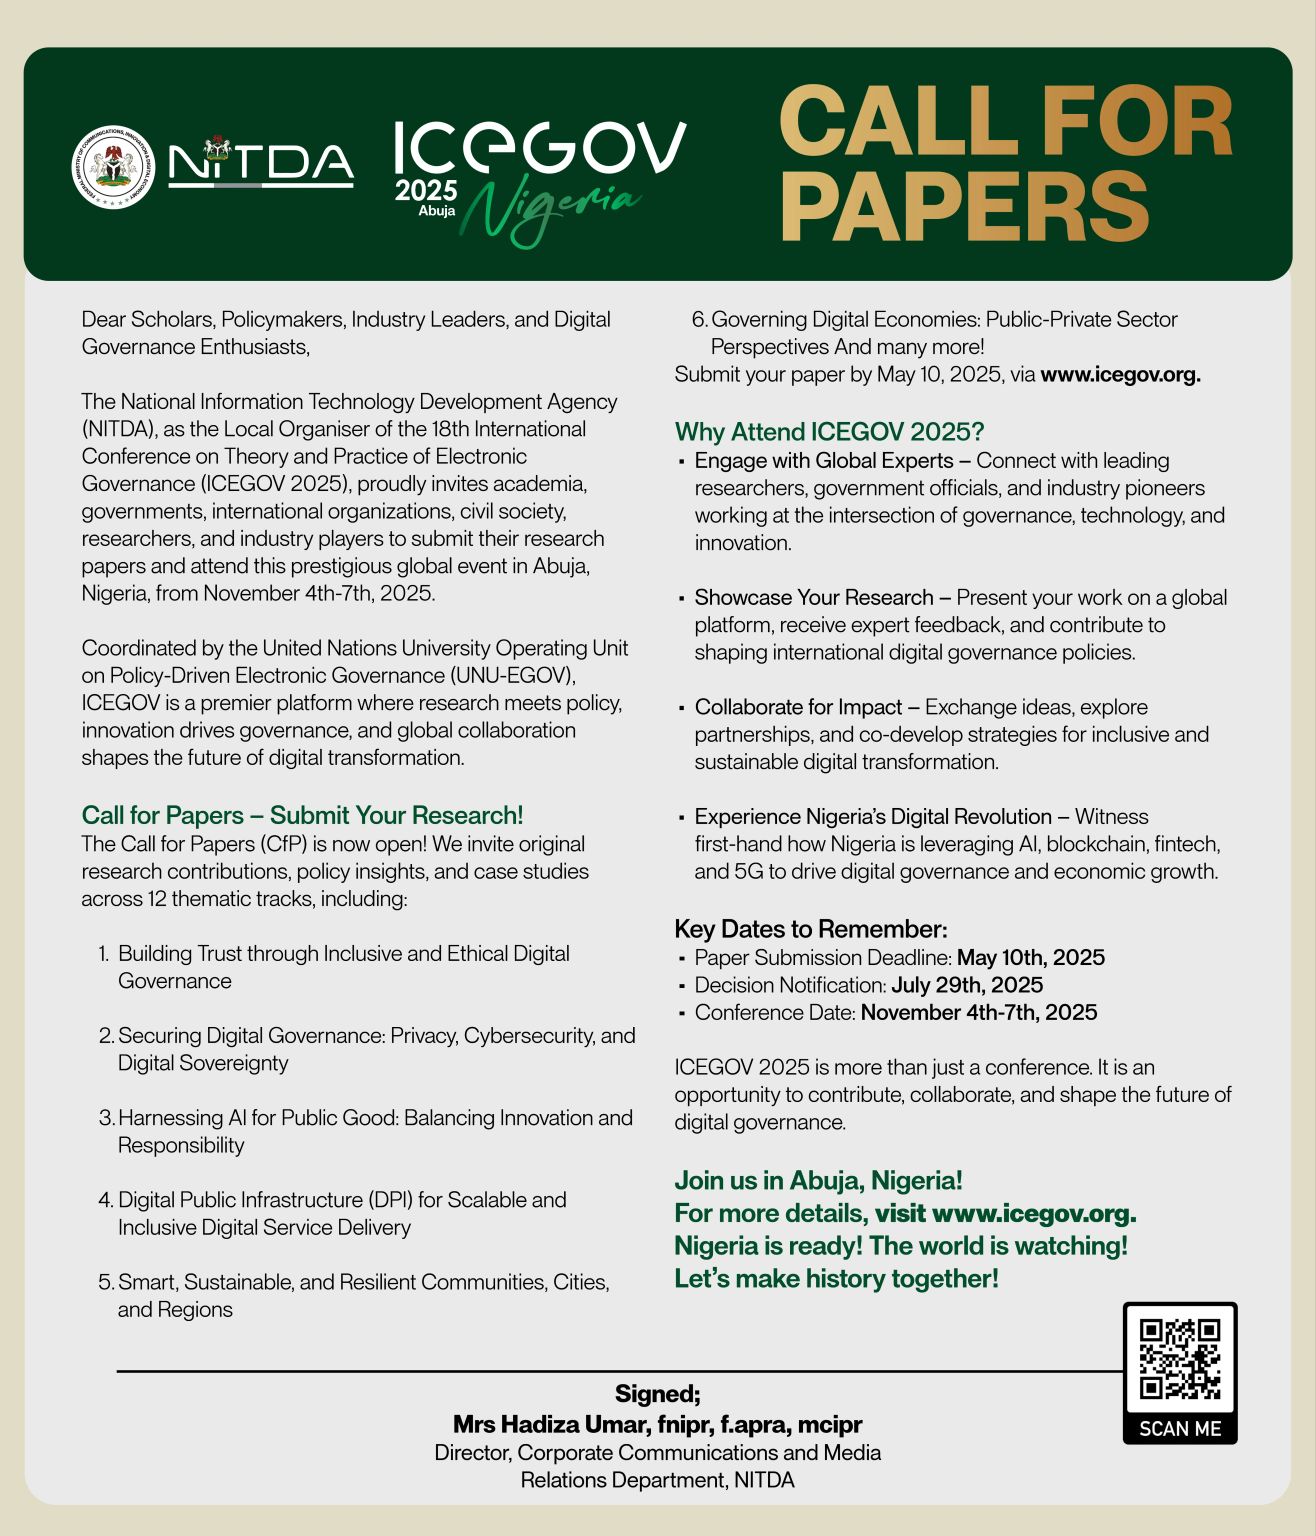 FEDERAL MINISTRY OF COMMUNICATIONS, INNOVATION & DIGITAL ECONOMY
NiTDA
ICEGOV
2025
Abuja
Nigeria
CALL FOR
PAPERS
Dear Scholars, Policymakers, Industry Leaders, and Digital
Governance Enthusiasts,
The National Information Technology Development Agency
(NITDA), as the Local Organiser of the 18th International
Conference on Theory and Practice of Electronic
Governance (ICEGOV 2025), proudly invites academia,
governments, international organizations, civil society,
researchers, and industry players to submit their research
papers and attend this prestigious global event in Abuja,
Nigeria, from November 4th-7th, 2025.
Coordinated by the United Nations University Operating Unit
on Policy-Driven Electronic Governance (UNU-EGOV),
ICEGOV is a premier platform where research meets policy,
innovation drives governance, and global collaboration
shapes the future of digital transformation.
Call for Papers – Submit Your Research!
The Call for Papers (CfP) is now open! We invite original
research contributions, policy insights, and case studies
across 12 thematic tracks, including:
1. Building Trust through Inclusive and Ethical Digital
Governance
2. Securing Digital Governance: Privacy, Cybersecurity, and
Digital Sovereignty
3. Harnessing AI for Public Good: Balancing Innovation and
Responsibility
4. Digital Public Infrastructure (DPI) for Scalable and
Inclusive Digital Service Delivery
5. Smart, Sustainable, and Resilient Communities, Cities,
and Regions
6. Governing Digital Economies: Public-Private Sector
Perspectives And many more!
Submit your paper by May 10, 2025, via www.icegov.org.
Why Attend ICEGOV 2025?
▪ Engage with Global Experts – Connect with leading
researchers, government officials, and industry pioneers
working at the intersection of governance, technology, and
innovation.
▪ Showcase Your Research – Present your work on a global
platform, receive expert feedback, and contribute to
shaping international digital governance policies.
▪ Collaborate for Impact – Exchange ideas, explore
partnerships, and co-develop strategies for inclusive and
sustainable digital transformation.
▪ Experience Nigeria’s Digital Revolution – Witness
first-hand how Nigeria is leveraging AI, blockchain, fintech,
and 5G to drive digital governance and economic growth.
Key Dates to Remember:
▪ Paper Submission Deadline: May 10th, 2025
▪ Decision Notification: July 29th, 2025
▪ Conference Date: November 4th-7th, 2025
ICEGOV 2025 is more than just a conference. It is an
opportunity to contribute, collaborate, and shape the future of
digital governance.
Join us in Abuja, Nigeria!
For more details, visit www.icegov.org.
Nigeria is ready! The world is watching!
Let’s make history together!
SCAN ME
Signed;
Mrs Hadiza Umar, fnipr, f.apra, mcipr
Director, Corporate Communications and Media
Relations Department, NITDA